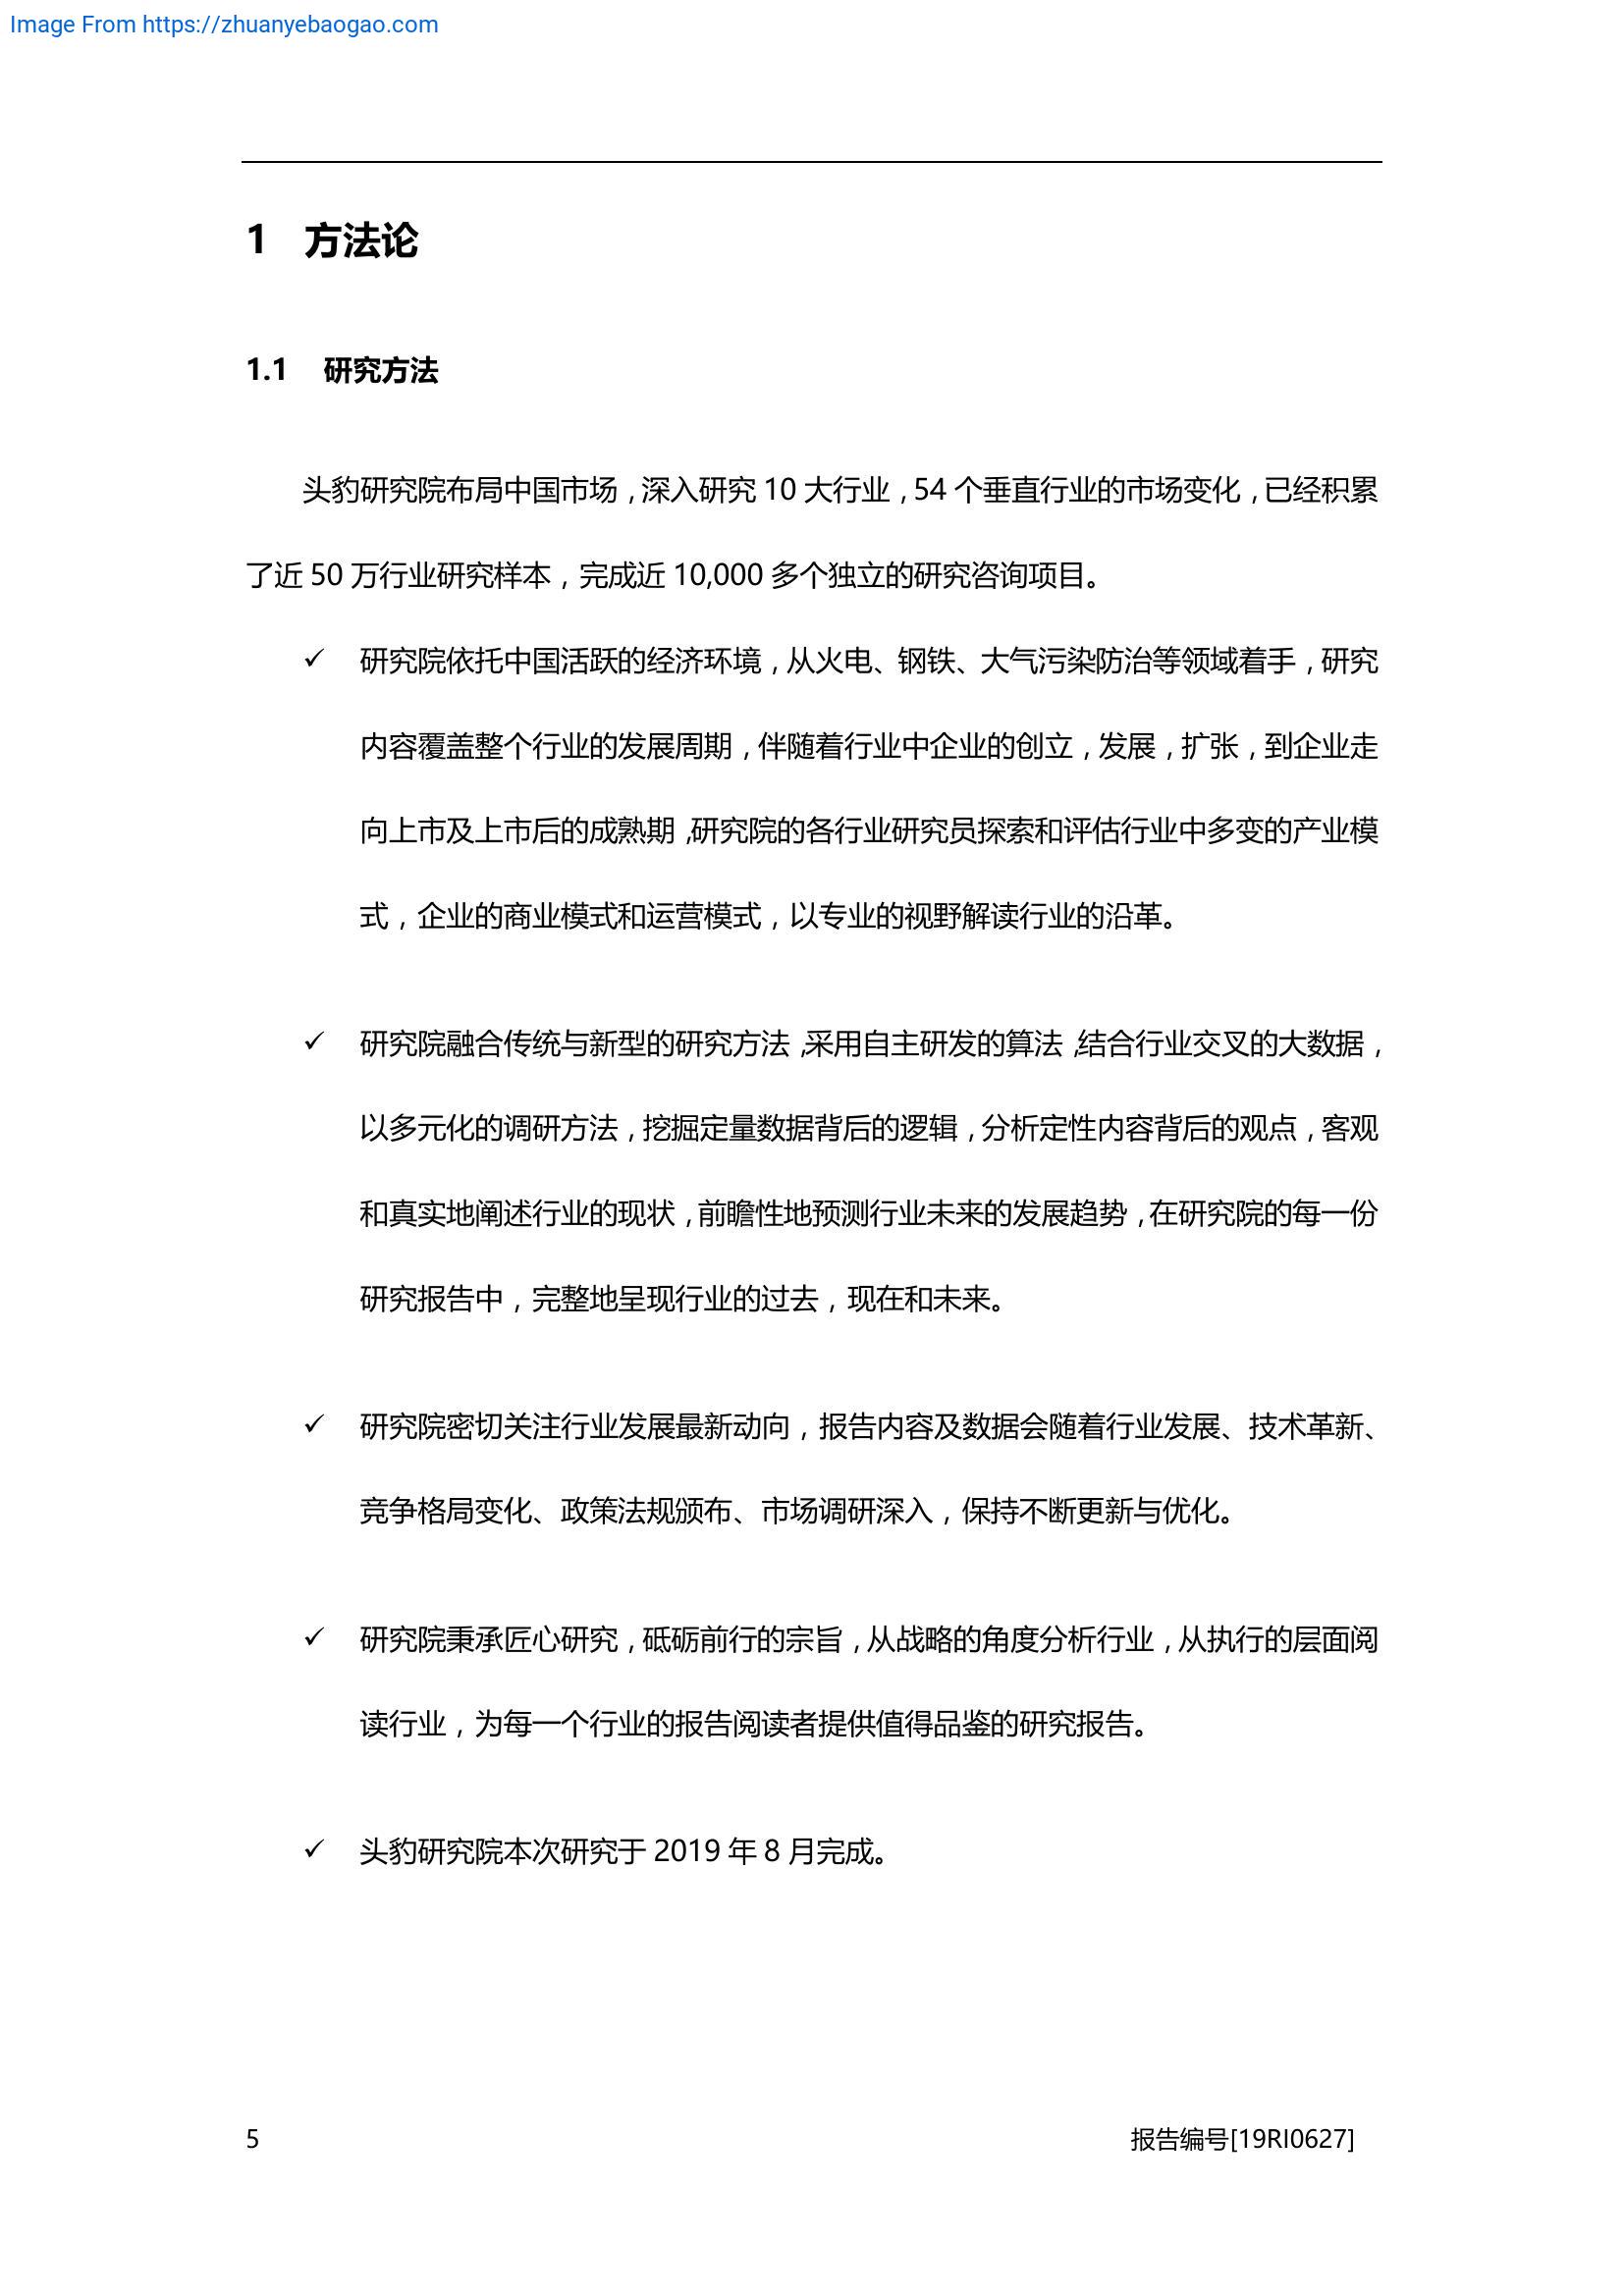 Image From https://zhuanyebaogao.com
1 方法论
1.1 研究方法
头豹研究院布局中国市场，深入研究 10 大行业，54 个垂直行业的市场变化，已经积累
了近 50 万行业研究样本，完成近 10,000 多个独立的研究咨询项目。
✓ 研究院依托中国活跃的经济环境，从火电、钢铁、大气污染防治等领域着手，研究
内容覆盖整个行业的发展周期，伴随着行业中企业的创立，发展，扩张，到企业走
向上市及上市后的成熟期，研究院的各行业研究员探索和评估行业中多变的产业模
式，企业的商业模式和运营模式，以专业的视野解读行业的沿革。
✓ 研究院融合传统与新型的研究方法，采用自主研发的算法，结合行业交叉的大数据，
以多元化的调研方法，挖掘定量数据背后的逻辑，分析定性内容背后的观点，客观
和真实地阐述行业的现状，前瞻性地预测行业未来的发展趋势，在研究院的每一份
研究报告中，完整地呈现行业的过去，现在和未来。
✓ 研究院密切关注行业发展最新动向，报告内容及数据会随着行业发展、技术革新、
竞争格局变化、政策法规颁布、市场调研深入，保持不断更新与优化。
✓ 研究院秉承匠心研究，砥砺前行的宗旨，从战略的角度分析行业，从执行的层面阅
读行业，为每一个行业的报告阅读者提供值得品鉴的研究报告。
✓ 头豹研究院本次研究于 2019 年 8 月完成。
5 报告编号[19RI0627]